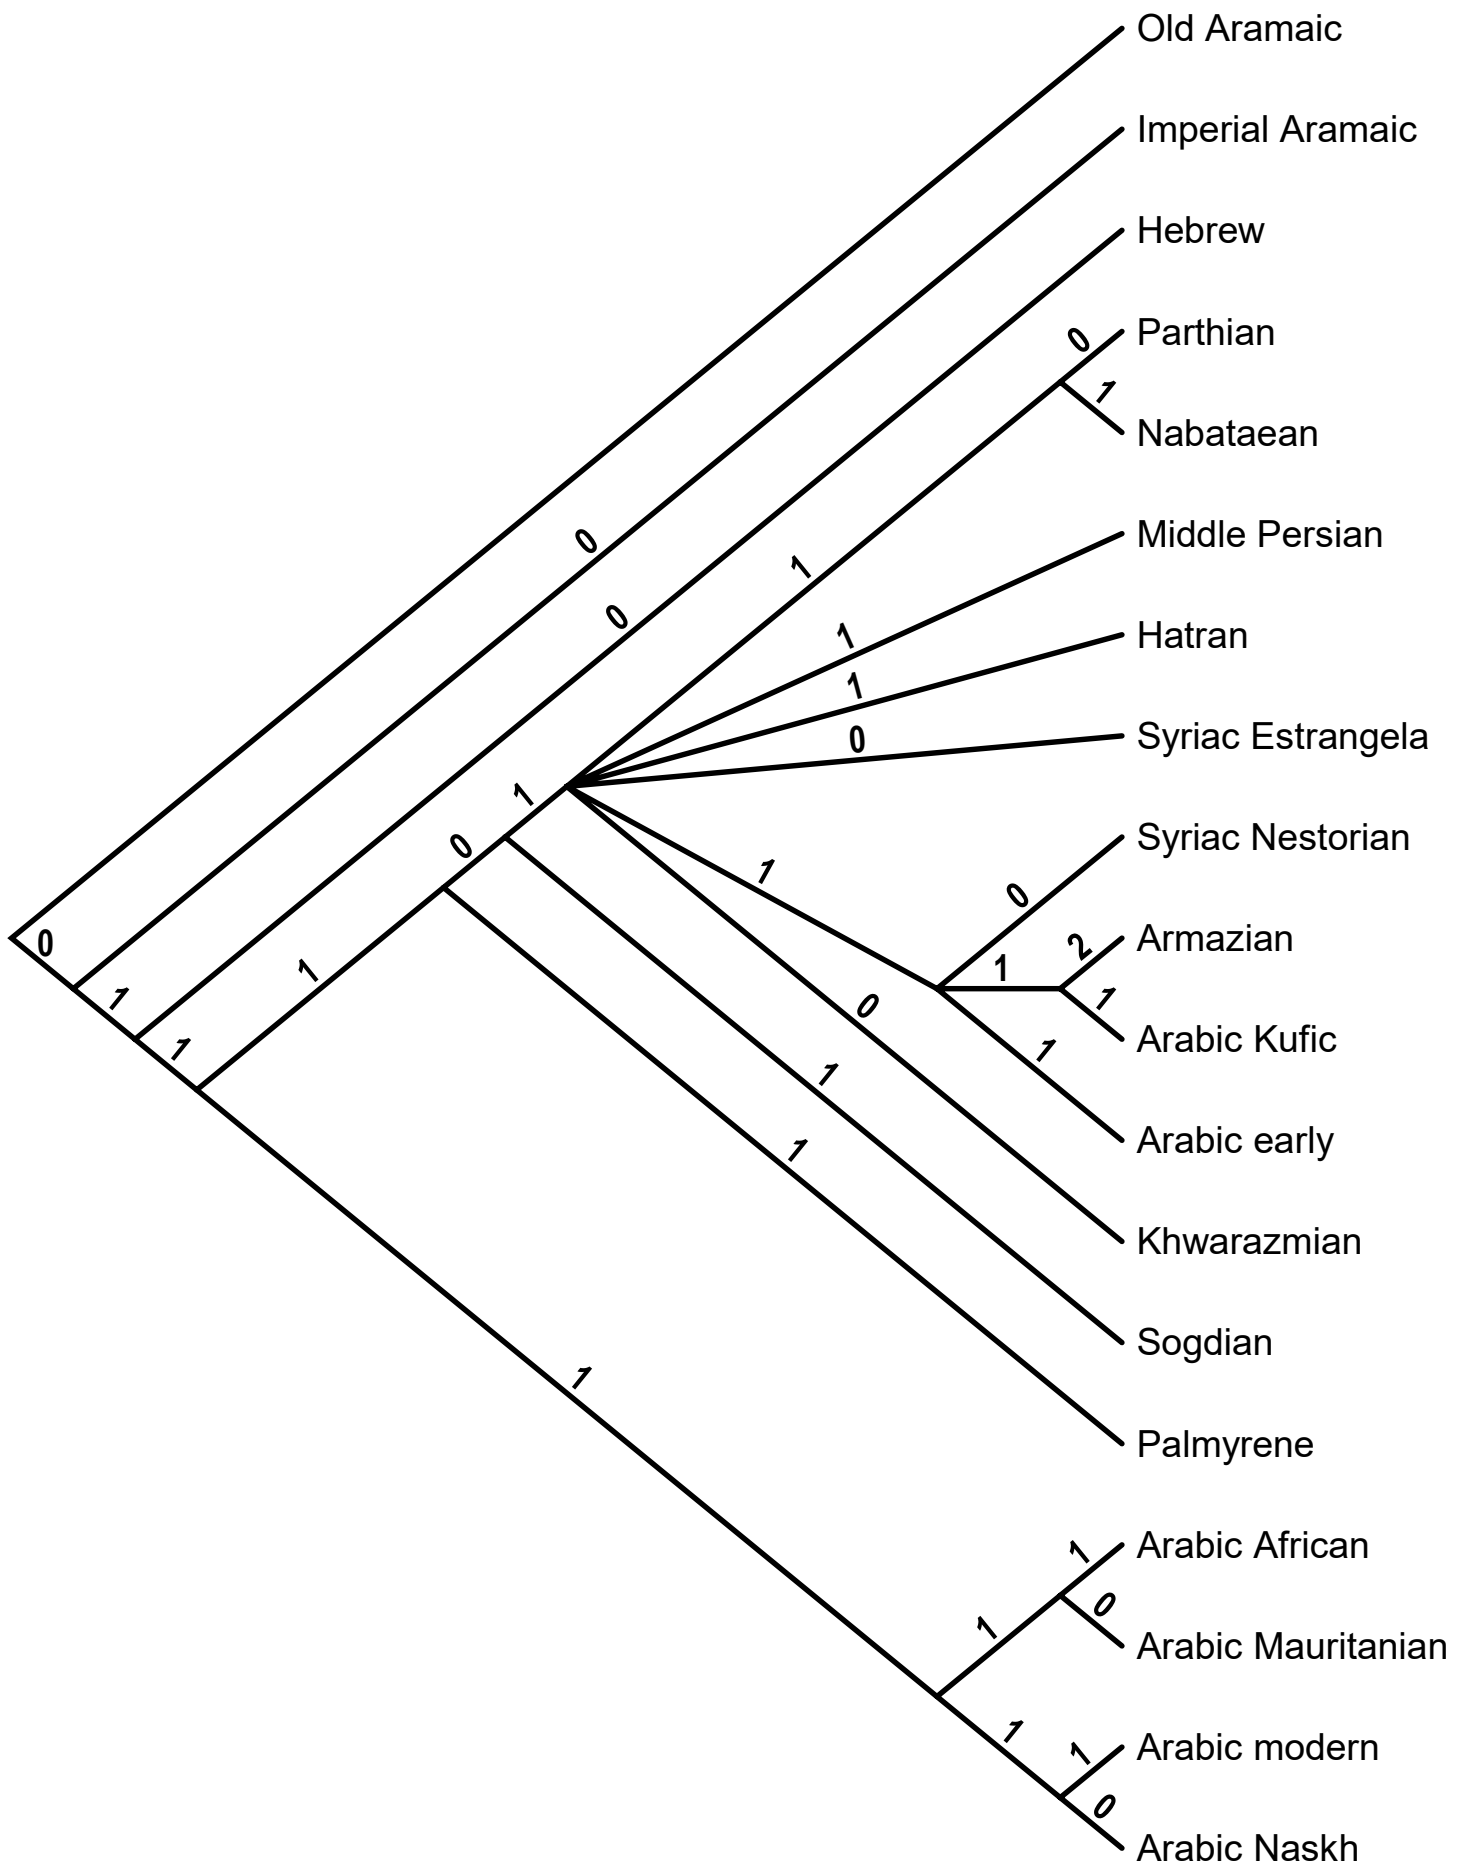 Old Aramaic
Imperial Aramaic
Hebrew
0
Parthian
1
Nabataean
0
Middle Persian
1
0
1
Hatran
1
0
Syriac Estrangela
1
0
Syriac Nestorian
1
0
0
2
Armazian
1
1
0
1
1
0
Arabic Kufic
1
1
1
Arabic early
1
Khwarazmian
Sogdian
1
Palmyrene
1
Arabic African
1
0
Arabic Mauritanian
1
1
Arabic modern
0
Arabic Naskh